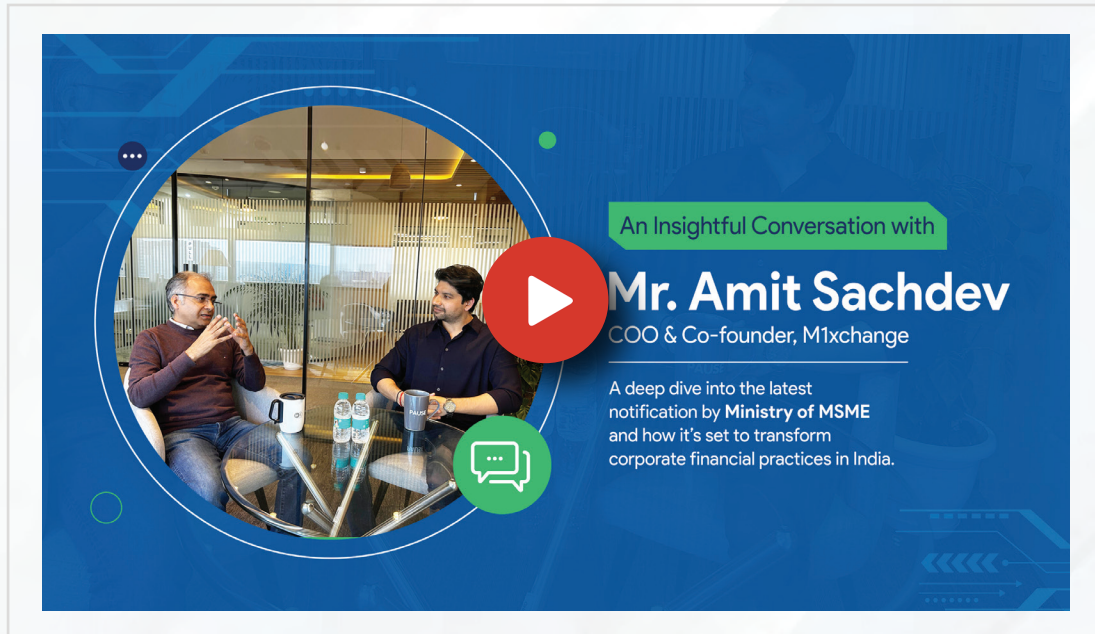 An Insightful Conversation with
Mr. Amit Sachdev
COO & Co-founder, M1xchange
A deep dive into the latest
notification by Ministry of MSME
and how it's set to transform
corporate financial practices in India.
PAUSE